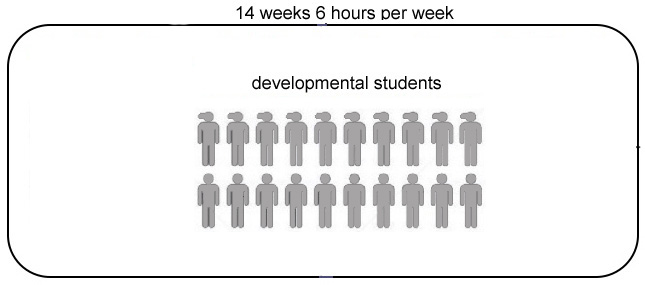 14 weeks 6 hours per week
developmental students